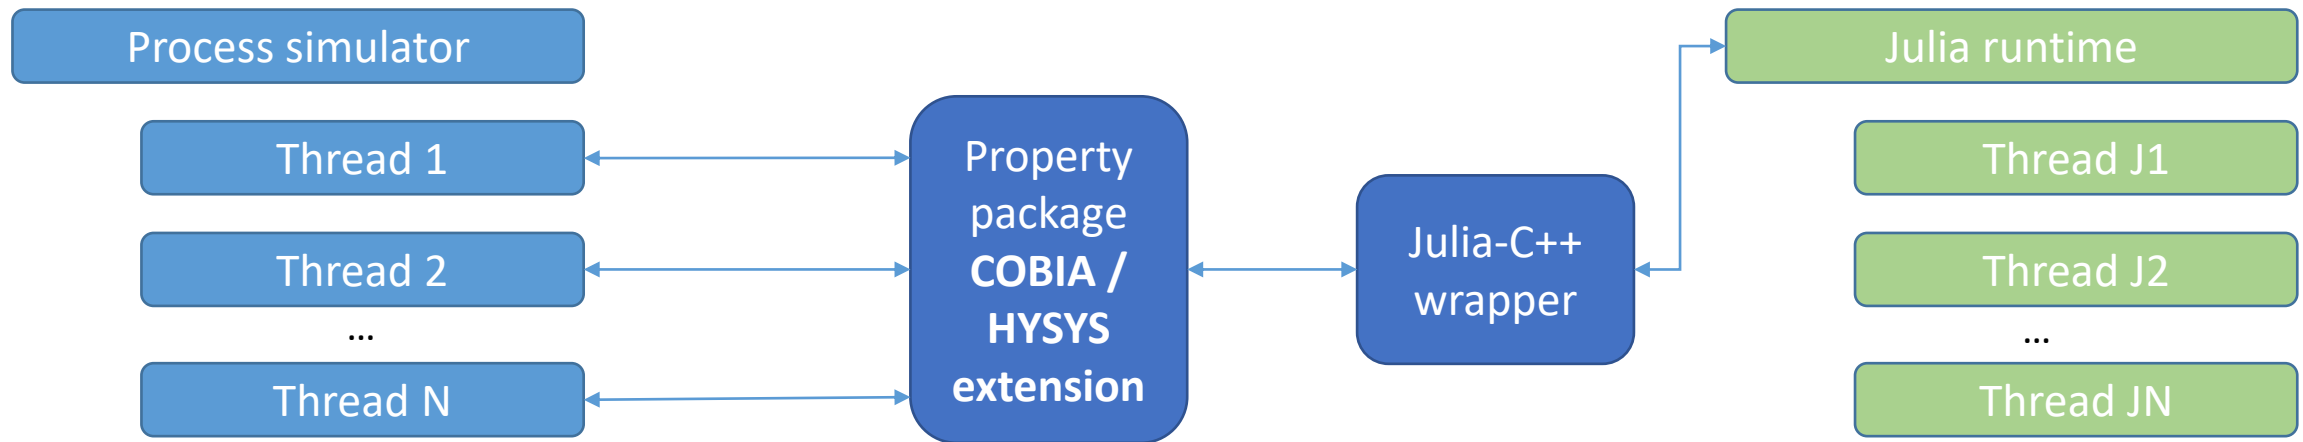 Process simulator
Thread 1
Thread 2
...
Thread N
Property
package
COBIA /
HYSYS
extension
Julia-C++
wrapper
Julia runtime
Thread J1
Thread J2
...
Thread JN